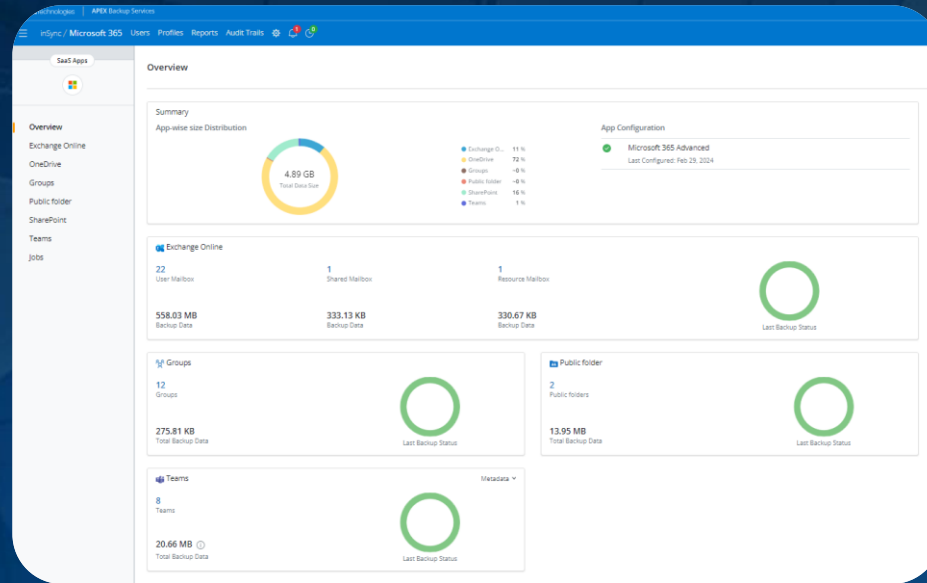 Technologies | APEX Backup Services
inSync / Microsoft 365 Users Profiles Reports Audit Trails
SaaS Apps
Overview
Exchange Online
OneDrive
Groups
Public folder
SharePoint
Teams
Jobs
Overview
Summary
App-wise size Distribution
4.89 GB
Total Data Size
Exchange O... 11 %
OneDrive 72 %
Groups ~0 %
Public folder ~0 %
SharePoint 16 %
Teams 1 %
App Configuration
Microsoft 365 Advanced
Last Configured: Feb 29, 2024
Exchange Online
22
User Mailbox
558.03 MB
Backup Data
1
Shared Mailbox
333.13 KB
Backup Data
1
Resource Mailbox
330.67 KB
Backup Data
Last Backup Status
Groups
12
Groups
275.81 KB
Total Backup Data
Last Backup Status
Public folder
2
Public folders
13.95 MB
Total Backup Data
Last Backup Status
Teams
Metadata
8
Teams
20.66 MB
Total Backup Data
Last Backup Status